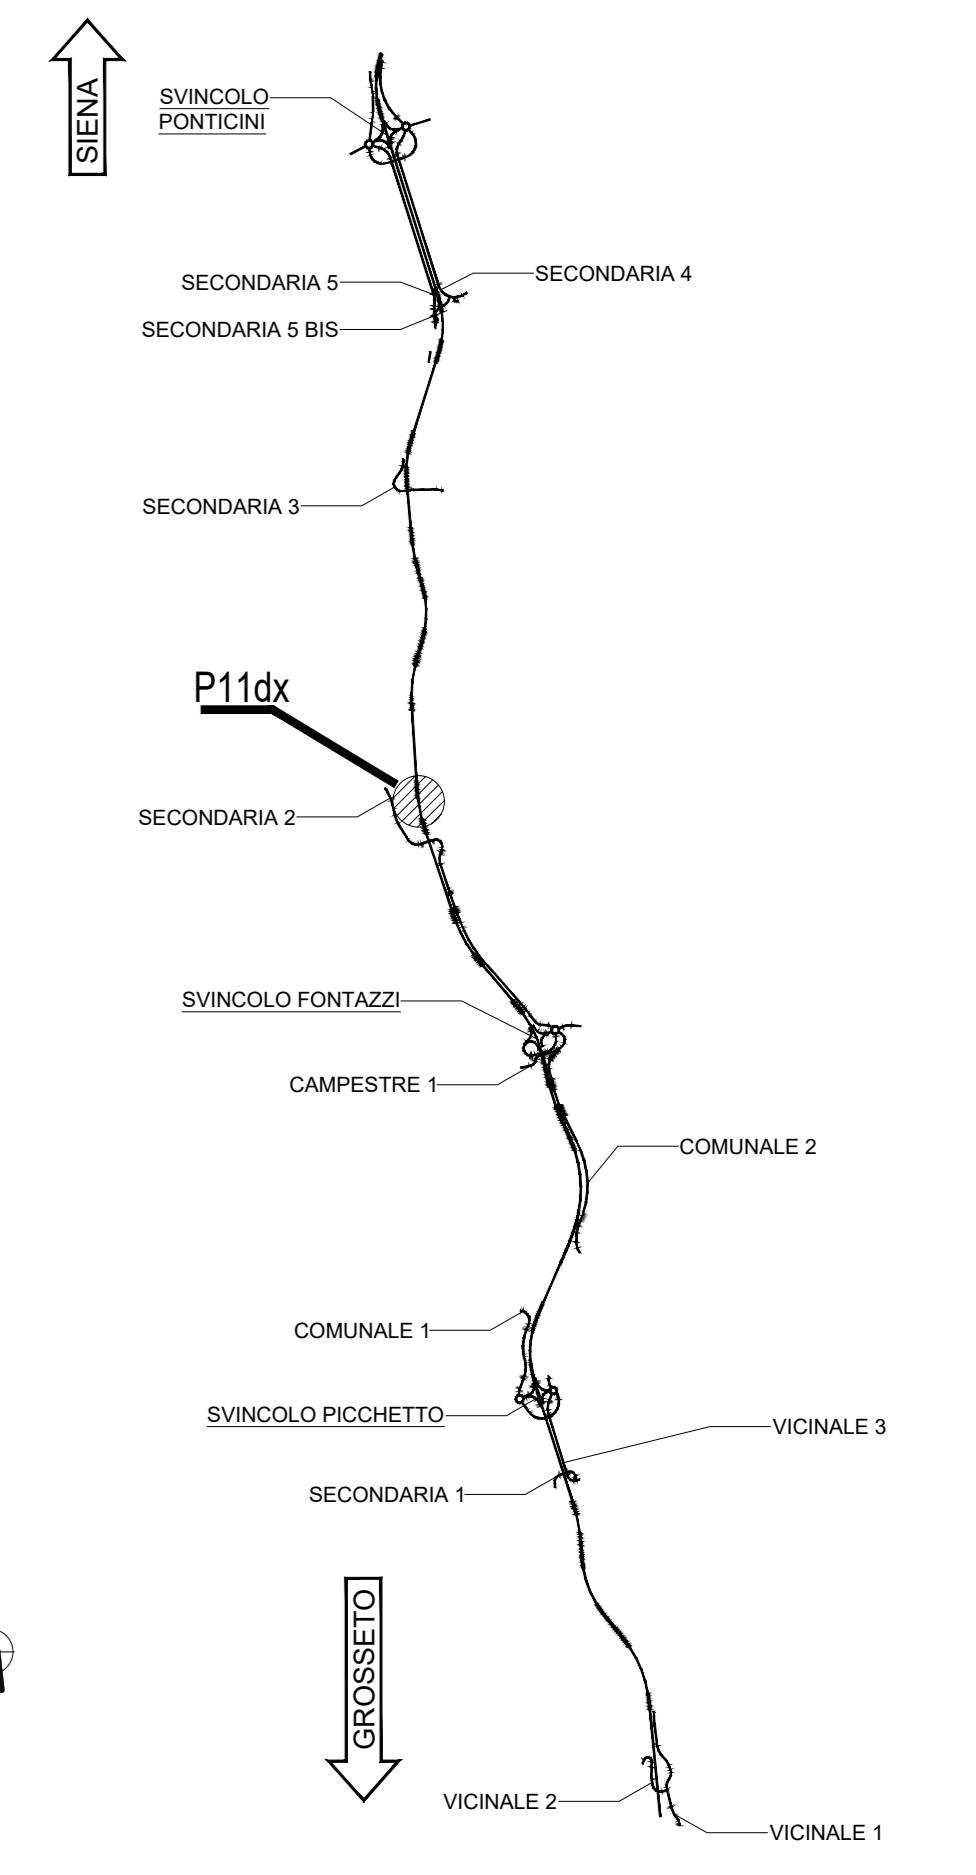 SIENA
SVINCOLO
PONTICINI
SECONDARIA 5
SECONDARIA 4
SECONDARIA 5 BIS
SECONDARIA 3
P11dx
SECONDARIA 2
SVINCOLO FONTAZZI
CAMPESTRE 1
COMUNALE 2
COMUNALE 1
SVINCOLO PICCHETTO
VICINALE 3
SECONDARIA 1
GROSSETO
VICINALE 2
VICINALE 1